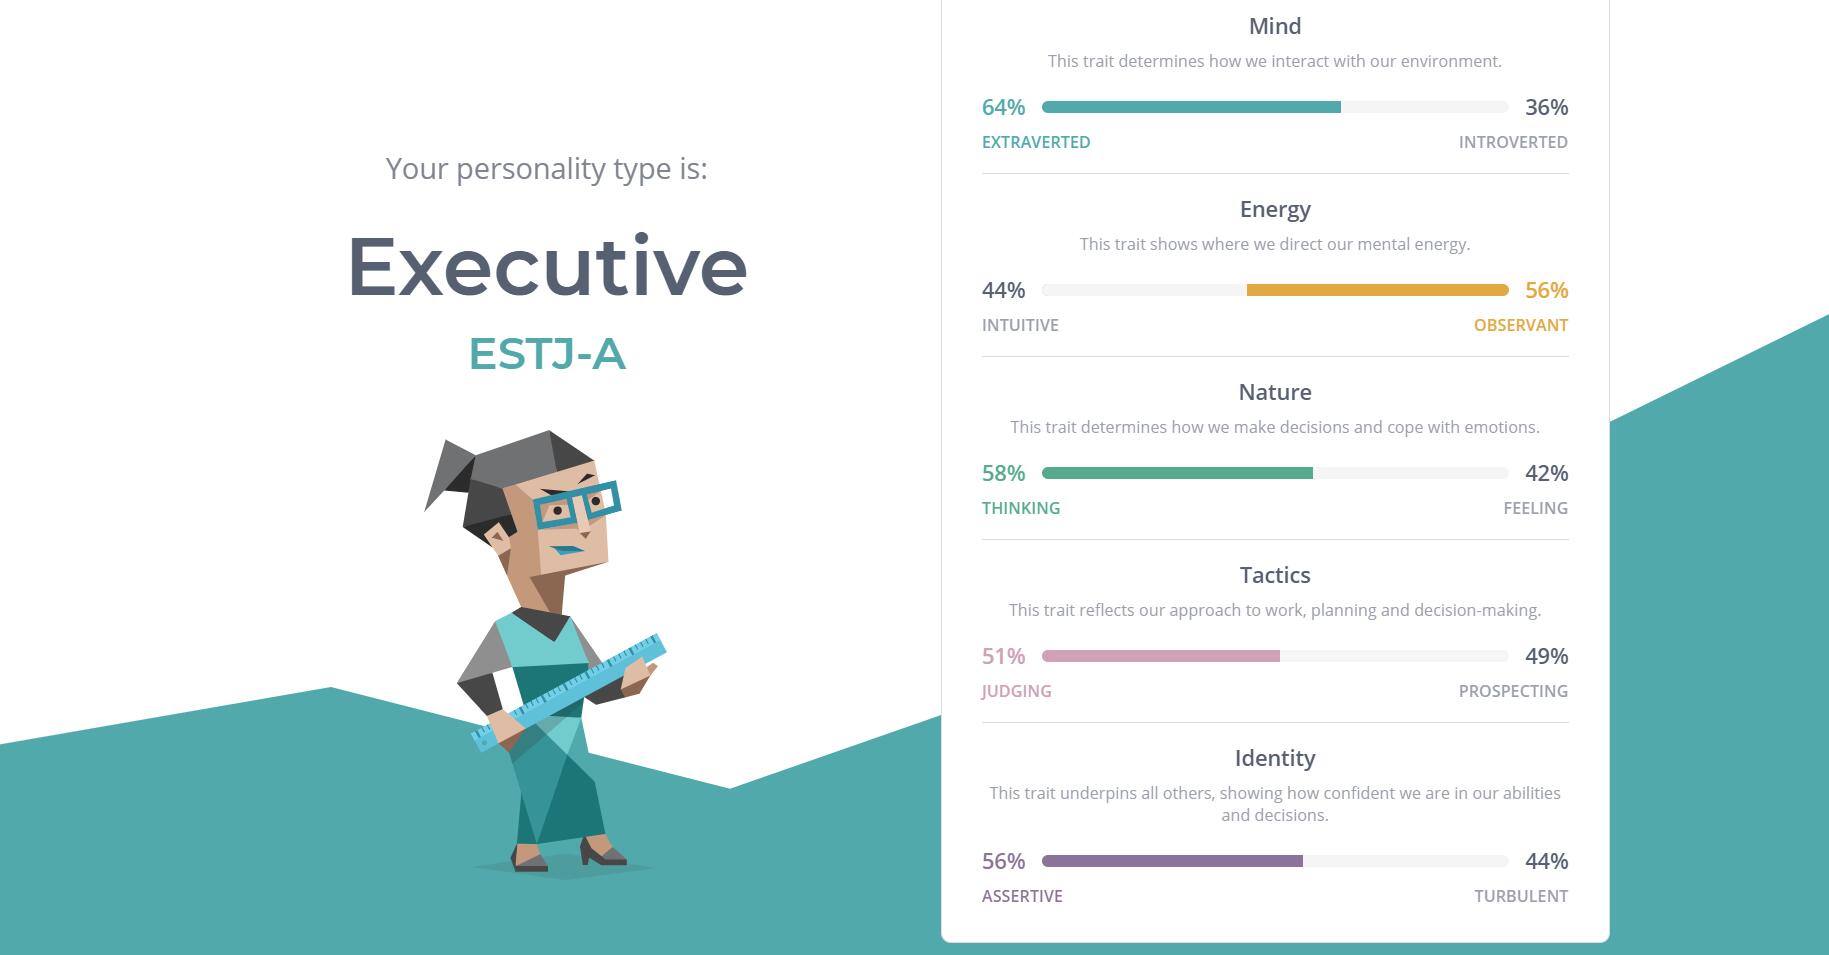 Your personality type is:
Executive
ESTJ-A
Mind
This trait determines how we interact with our environment.
64% 36%
EXTRAVERTED INTROVERTED
Energy
This trait shows where we direct our mental energy.
44% 56%
INTUITIVE OBSERVANT
Nature
This trait determines how we make decisions and cope with emotions.
58% 42%
THINKING FEELING
Tactics
This trait reflects our approach to work, planning and decision-making.
51% 49%
JUDGING PROSPECTING
Identity
This trait underpins all others, showing how confident we are in our abilities
and decisions.
56% 44%
ASSERTIVE TURBULENT